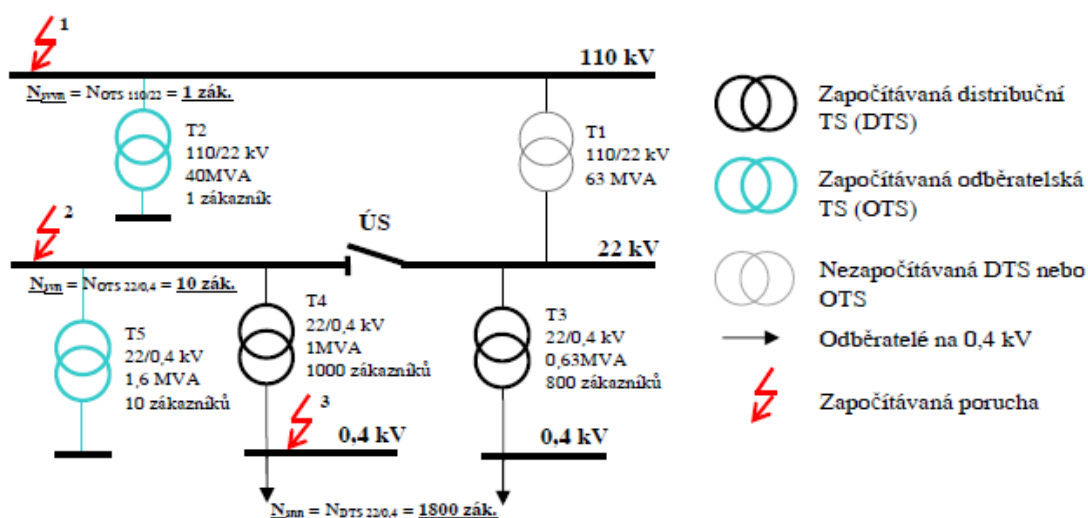 1
110 kV
N_svvn = N_OTS 110/22 = 1 zák.
T2
110/22 kV
40MVA
1 zákazník
T1
110/22 kV
63 MVA
2
ÚS
22 kV
N_svn = N_OTS 22/0,4 = 10 zák.
T5
22/0,4 kV
1,6 MVA
10 zákazníků
T4
22/0,4 kV
1MVA
1000 zákazníků
T3
22/0,4 kV
0,63MVA
800 zákazníků
3
0,4 kV
0,4 kV
N_snn = N_DTS 22/0,4 = 1800 zák.
Započítávaná distribuční
TS (DTS)
Započítávaná odběratelská
TS (OTS)
Nezapočítávaná DTS nebo
OTS
Odběratelé na 0,4 kV
Započítávaná porucha